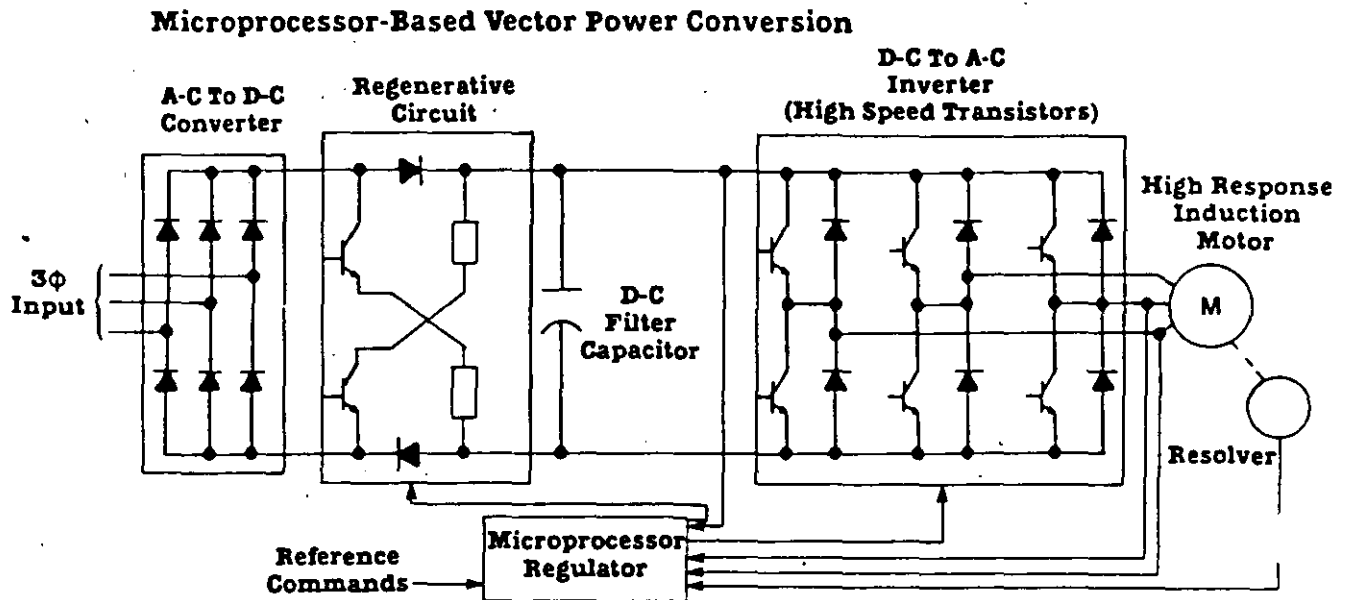 Microprocessor-Based Vector Power Conversion
A-C To D-C
Converter
Regenerative
Circuit
D-C To A-C
Inverter
(High Speed Transistors)
High Response
Induction
Motor
3Φ
Input
D-C
Filter
Capacitor
M
Resolver
Microprocessor
Regulator
Reference
Commands